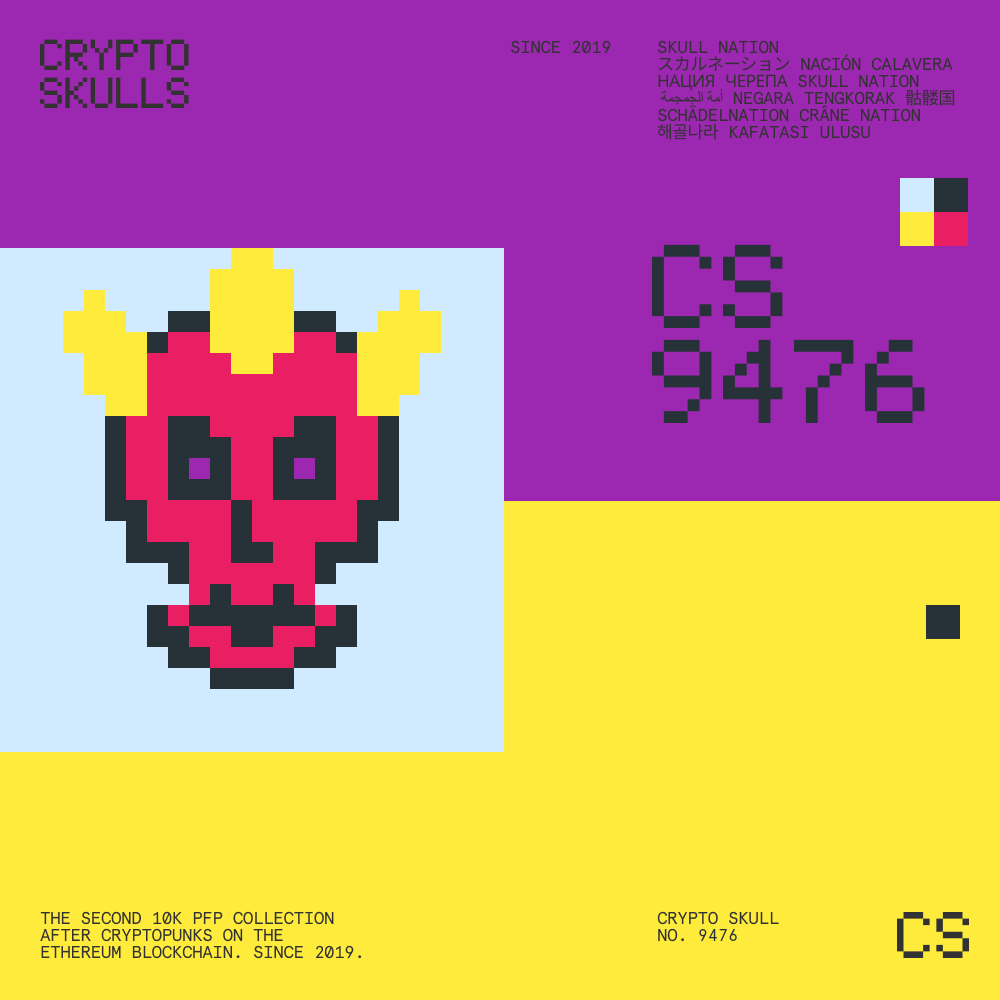 CRYPTO
SKULLS
SINCE 2019
SKULL NATION
スカルネーション NACIÓN CALAVERA
НАЦИЯ ЧЕРЕПА SKULL NATION
أمة الجمجمة NEGARA TENGKORAK 骷髅国
SCHÄDELNATION CRÂNE NATION
해골나라 KAFATASI ULUSU
CS
9476
THE SECOND 10K PFP COLLECTION
AFTER CRYPTOPUNKS ON THE
ETHEREUM BLOCKCHAIN. SINCE 2019.
CRYPTO SKULL
NO. 9476
CS